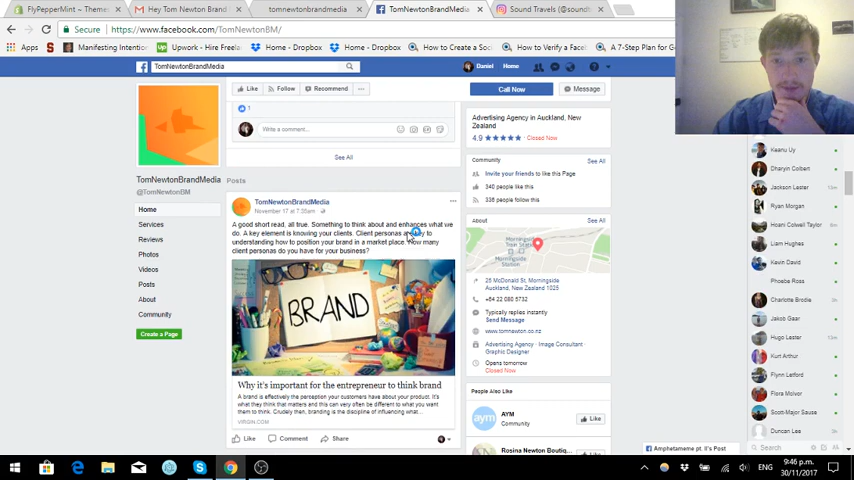 FlyPepperMint ~ Themes
Hey Tom Newton Brand
tomnewtonbrandmedia
TomNewtonBrandMedia
Sound Travels (@soundt
Secure
https://www.facebook.com/TomNewtonBM/
Apps
Manifesting Intention
Upwork - Hire Freelan
Home - Dropbox
Home - Dropbox
How to Create a Soci
How to Verify a Faceb
A 7-Step Plan for G
TomNewtonBrandMedia
Daniel
Home
Like
Follow
Recommend
Call Now
Message
1
Write a comment...
See All
TomNewtonBrandMedia
@TomNewtonBM
Home
Services
Reviews
Photos
Videos
Posts
About
Community
Create a Page
Posts
TomNewtonBrandMedia
November 17 at 7:35am
A good short read, all true. Something to think about and enhances what we
do. A key element is knowing your clients. Client personas are key to
understanding how to position your brand in a market place. How many
client personas do you have for your business?
BRAND
Why it's important for the entrepreneur to think brand
A brand is effectively the perception your customers have about your product. It's
what they think that matters and this can very often be different to what you want
them to think. Crudely then, branding is the discipline of influencing what...
VIRGIN.COM
Like
Comment
Share
Advertising Agency in Auckland, New
Zealand
4.9
Closed Now
Community
See All
Invite your friends to like this Page
340 people like this
336 people follow this
About
See All
Morningside
25 McDonald St, Morningside
Auckland, New Zealand 1025
+64 22 080 5732
Typically replies instantly
Send Message
www.tomnewton.co.nz
Advertising Agency · Image Consultant ·
Graphic Designer
Opens tomorrow
Closed Now
People Also Like
AYM
Community
Like
Rosina Newton Boutiq...
Keanu Uy
Dharyin Colbert
Jackson Lester
Ryan Morgan
Hoani Colwell Taylor
Liam Hughes
Kevin David
Phoebe Ross
Charlotte Brodie
Jakob Gaar
Hugo Lester
Kurt Arthur
Flynn Letford
Flora Molvor
Scott-Major Sause
Duncan Lee
Search
Amphetameme pt. II's Post
ENG
9:46 p.m.
30/11/2017